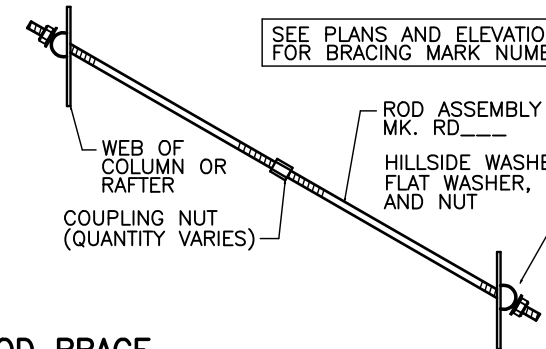 SEE PLANS AND ELEVATIO
FOR BRACING MARK NUMB
ROD ASSEMBLY
MK. RD___
HILLSIDE WASHE
FLAT WASHER,
AND NUT
WEB OF
COLUMN OR
RAFTER
COUPLING NUT
(QUANTITY VARIES)
OD BRACE